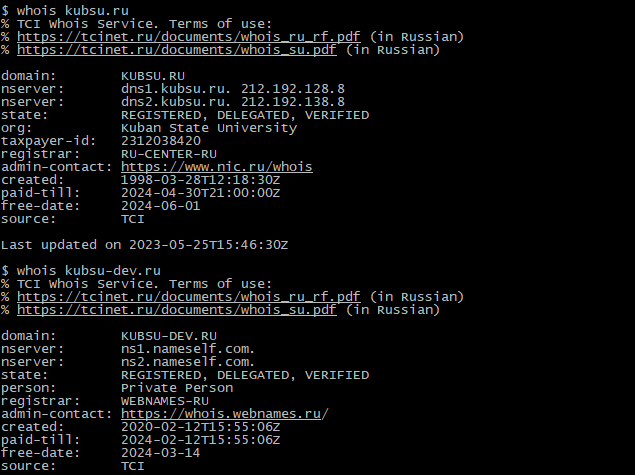 $ whois kubsu.ru
% TCI Whois Service. Terms of use:
% https://tcinet.ru/documents/whois_ru_rf.pdf (in Russian)
% https://tcinet.ru/documents/whois_su.pdf (in Russian)

domain:        KUBSU.RU
nserver:       dns1.kubsu.ru. 212.192.128.8
nserver:       dns2.kubsu.ru. 212.192.138.8
state:         REGISTERED, DELEGATED, VERIFIED
org:           Kuban State University
taxpayer-id:   2312038420
registrar:     RU-CENTER-RU
admin-contact: https://www.nic.ru/whois
created:       1998-03-28T12:18:30Z
paid-till:     2024-04-30T21:00:00Z
free-date:     2024-06-01
source:        TCI

Last updated on 2023-05-25T15:46:30Z

$ whois kubsu-dev.ru
% TCI Whois Service. Terms of use:
% https://tcinet.ru/documents/whois_ru_rf.pdf (in Russian)
% https://tcinet.ru/documents/whois_su.pdf (in Russian)

domain:        KUBSU-DEV.RU
nserver:       ns1.nameself.com.
nserver:       ns2.nameself.com.
state:         REGISTERED, DELEGATED, VERIFIED
person:        Private Person
registrar:     WEBNAMES-RU
admin-contact: https://whois.webnames.ru/
created:       2020-02-12T15:55:06Z
paid-till:     2024-02-12T15:55:06Z
free-date:     2024-03-14
source:        TCI